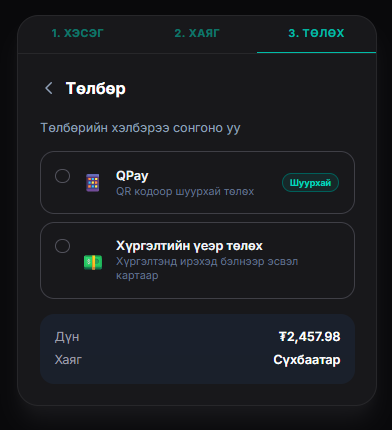 1. ХЭСЭГ 2. ХАЯГ 3. ТӨЛӨХ
Төлбөр
Төлбөрийн хэлбэрээ сонгоно уу
QPay
QR кодоор шуурхай төлөх
Шуурхай
Хүргэлтийн үеэр төлөх
Хүргэлтэнд ирэхэд бэлнээр эсвэл
картаар
Дүн ₮2,457.98
Хаяг Сүхбаатар